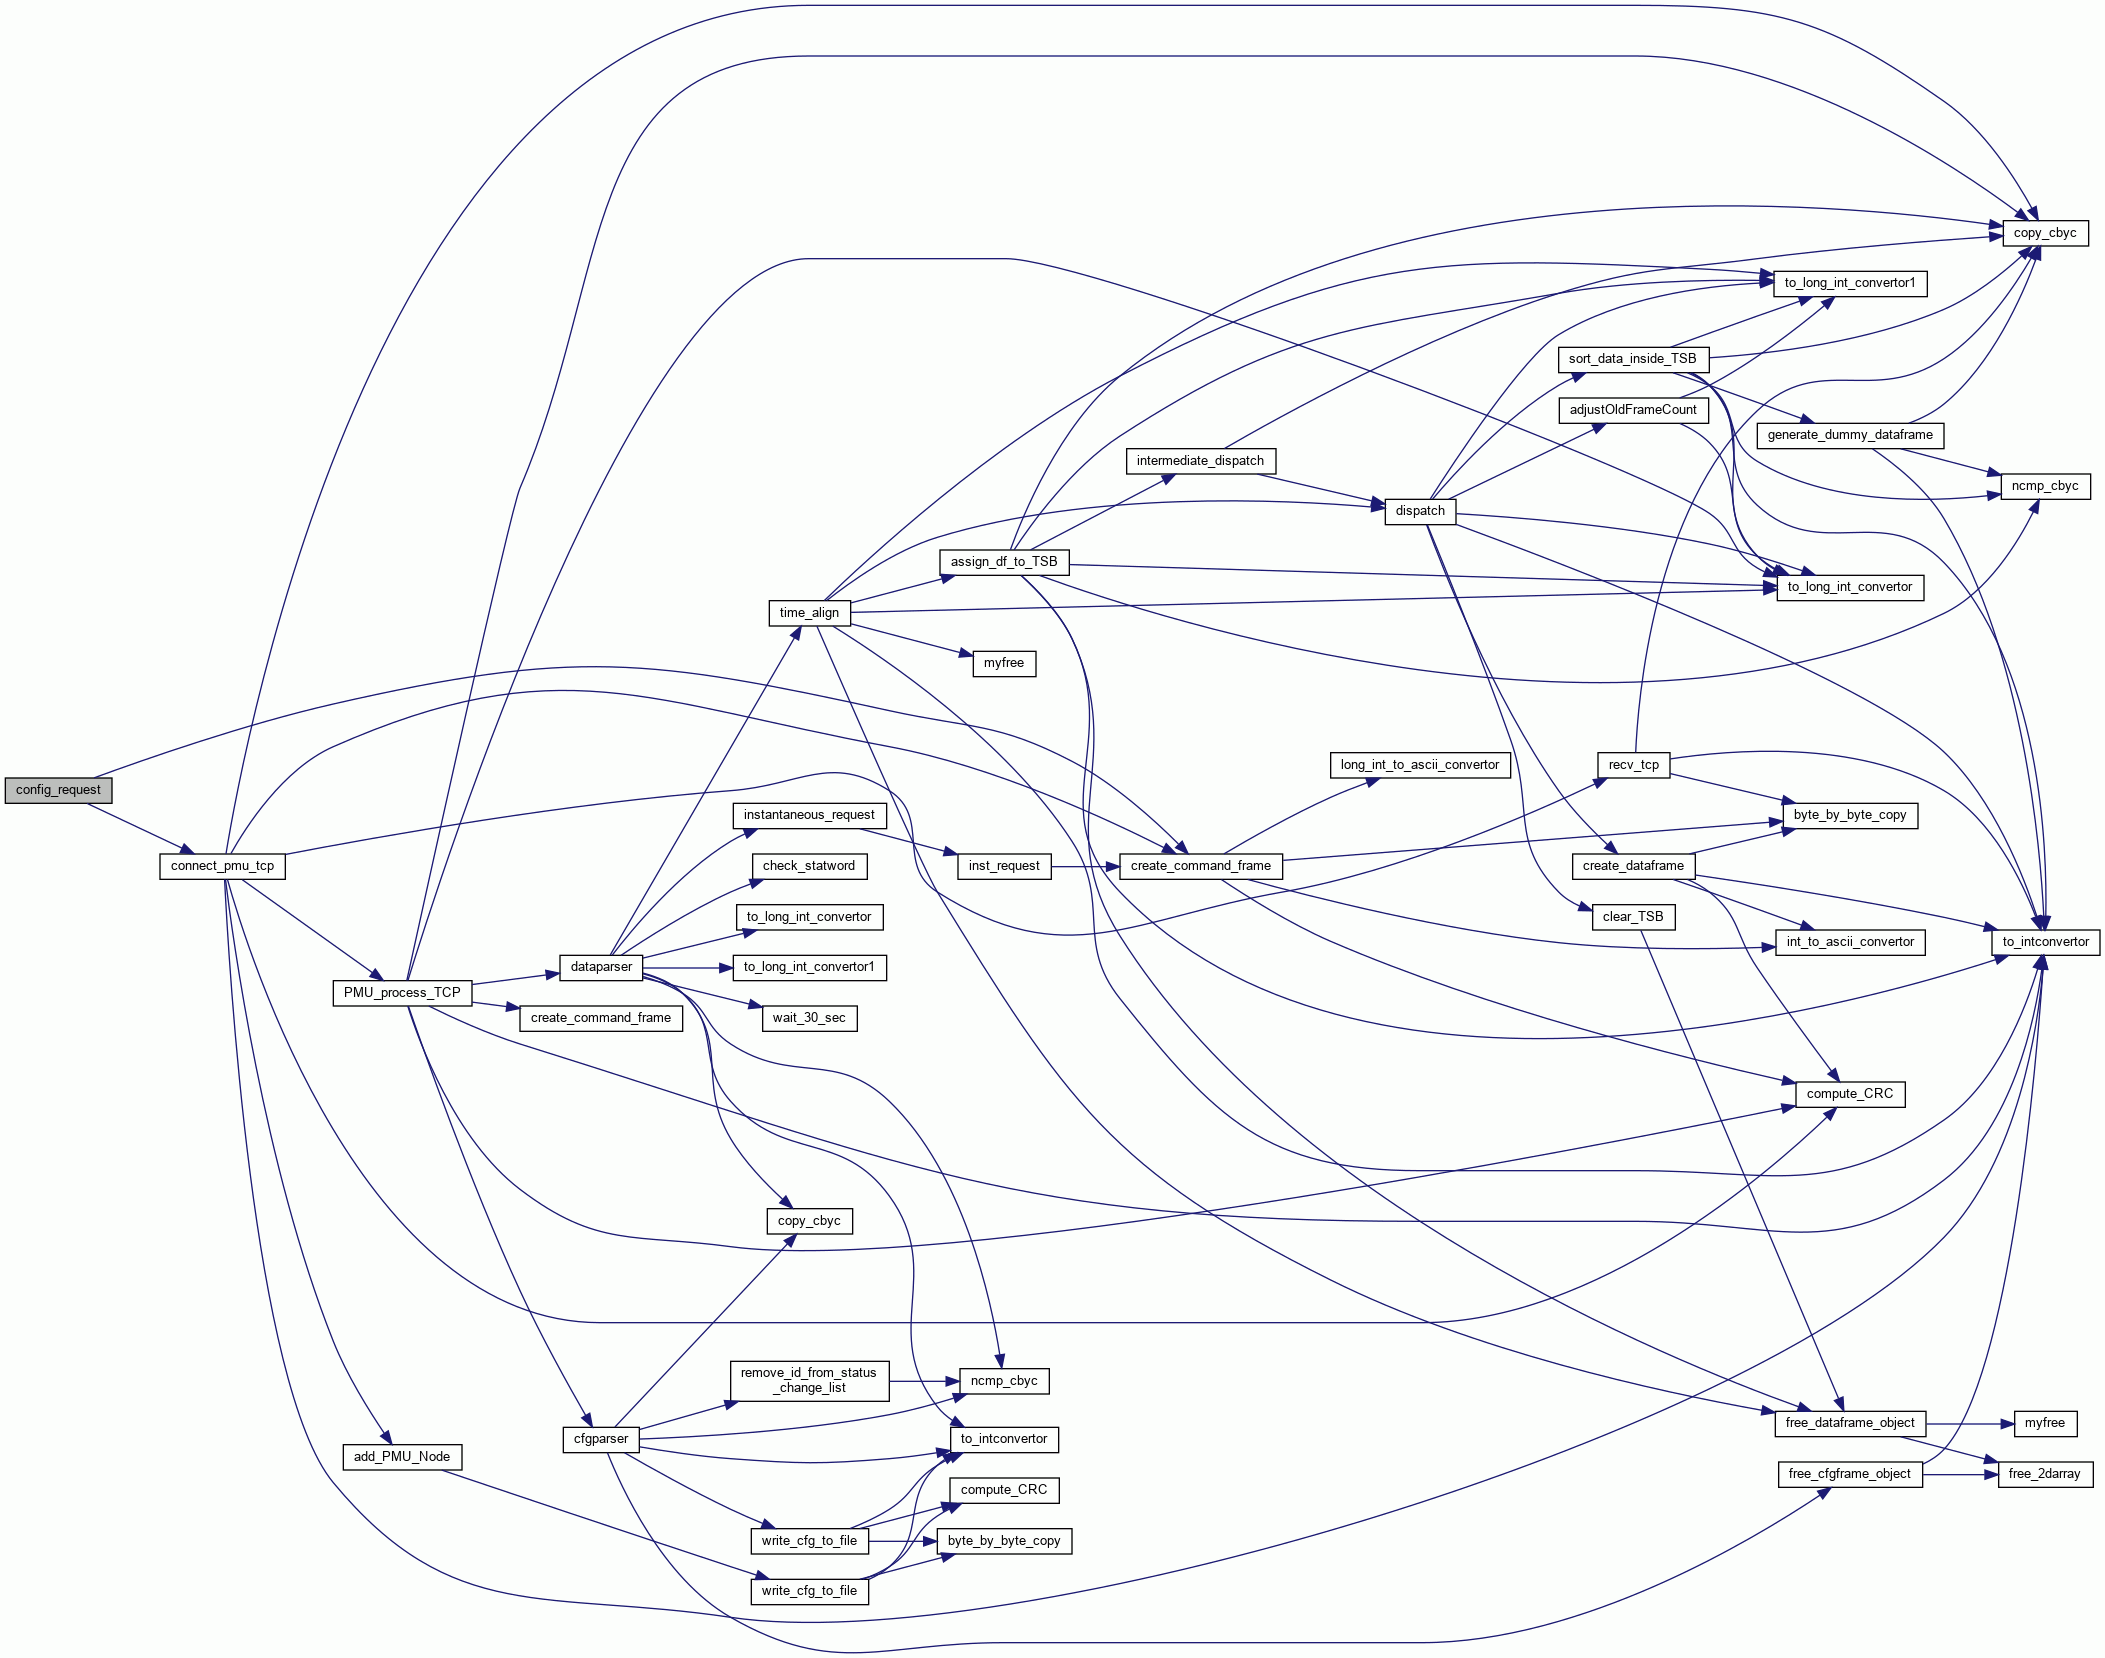 config_request
connect_pmu_tcp
PMU_process_TCP
add_PMU_Node
dataparser
create_command_frame
cfgparser
time_align
instantaneous_request
check_statword
to_long_int_convertor
to_long_int_convertor1
wait_30_sec
copy_cbyc
remove_id_from_status
_change_list
write_cfg_to_file
write_cfg_to_file
assign_df_to_TSB
myfree
inst_request
ncmp_cbyc
to_intconvertor
compute_CRC
byte_by_byte_copy
intermediate_dispatch
create_command_frame
dispatch
long_int_to_ascii_convertor
sort_data_inside_TSB
adjustOldFrameCount
recv_tcp
create_dataframe
clear_TSB
to_long_int_convertor1
generate_dummy_dataframe
to_long_int_convertor
byte_by_byte_copy
int_to_ascii_convertor
compute_CRC
free_dataframe_object
free_cfgframe_object
copy_cbyc
ncmp_cbyc
to_intconvertor
myfree
free_2darray